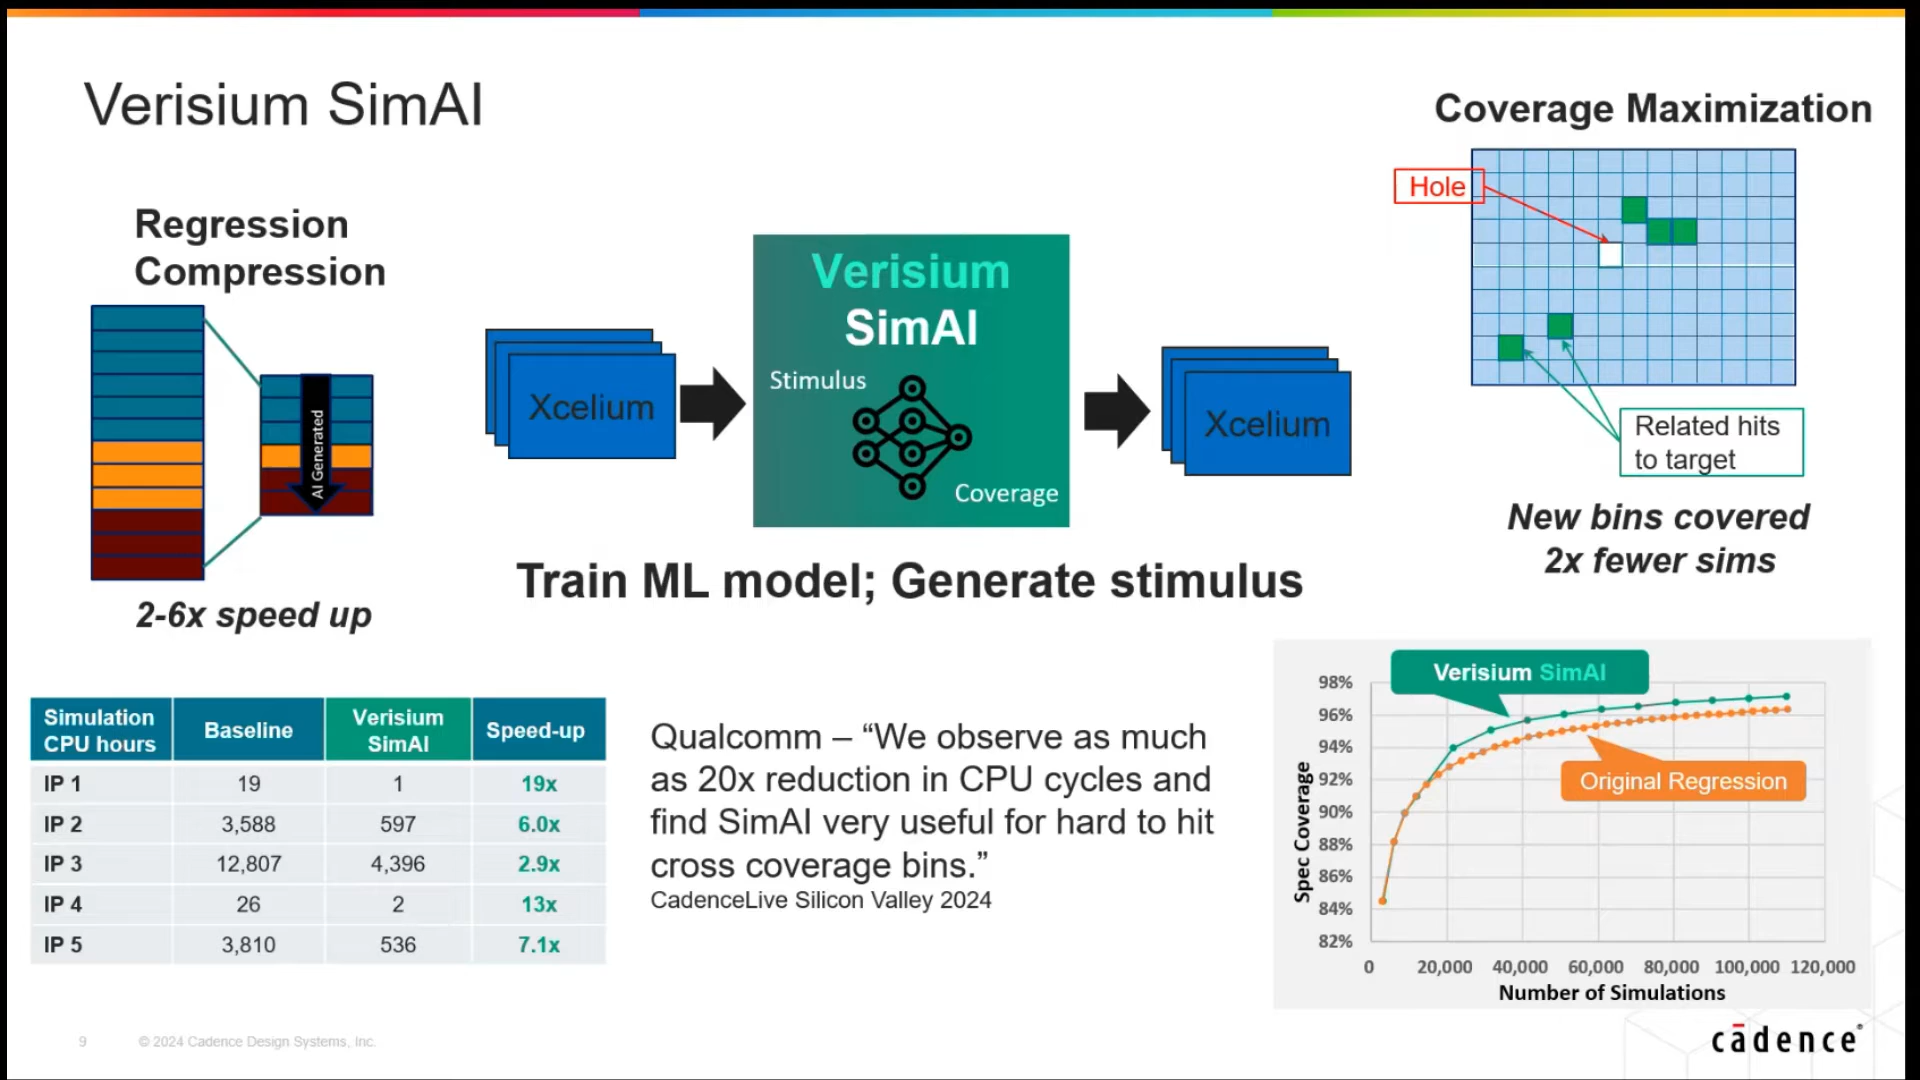 Verisium SimAI
Regression
Compression
AI Generated
2-6x speed up
Xcelium
Verisium
SimAI
Stimulus
Coverage
Xcelium
Train ML model; Generate stimulus
Coverage Maximization
Hole
Related hits
to target
New bins covered
2x fewer sims
Simulation CPU hours Baseline Verisium SimAI Speed-up
IP 1 19 1 19x
IP 2 3,588 597 6.0x
IP 3 12,807 4,396 2.9x
IP 4 26 2 13x
IP 5 3,810 536 7.1x
Qualcomm – “We observe as much
as 20x reduction in CPU cycles and
find SimAI very useful for hard to hit
cross coverage bins.”
CadenceLive Silicon Valley 2024
Verisium SimAI
Original Regression
Spec Coverage
98%
96%
94%
92%
90%
88%
86%
84%
82%
0 20,000 40,000 60,000 80,000 100,000 120,000
Number of Simulations
9 © 2024 Cadence Design Systems, Inc.
cādence®